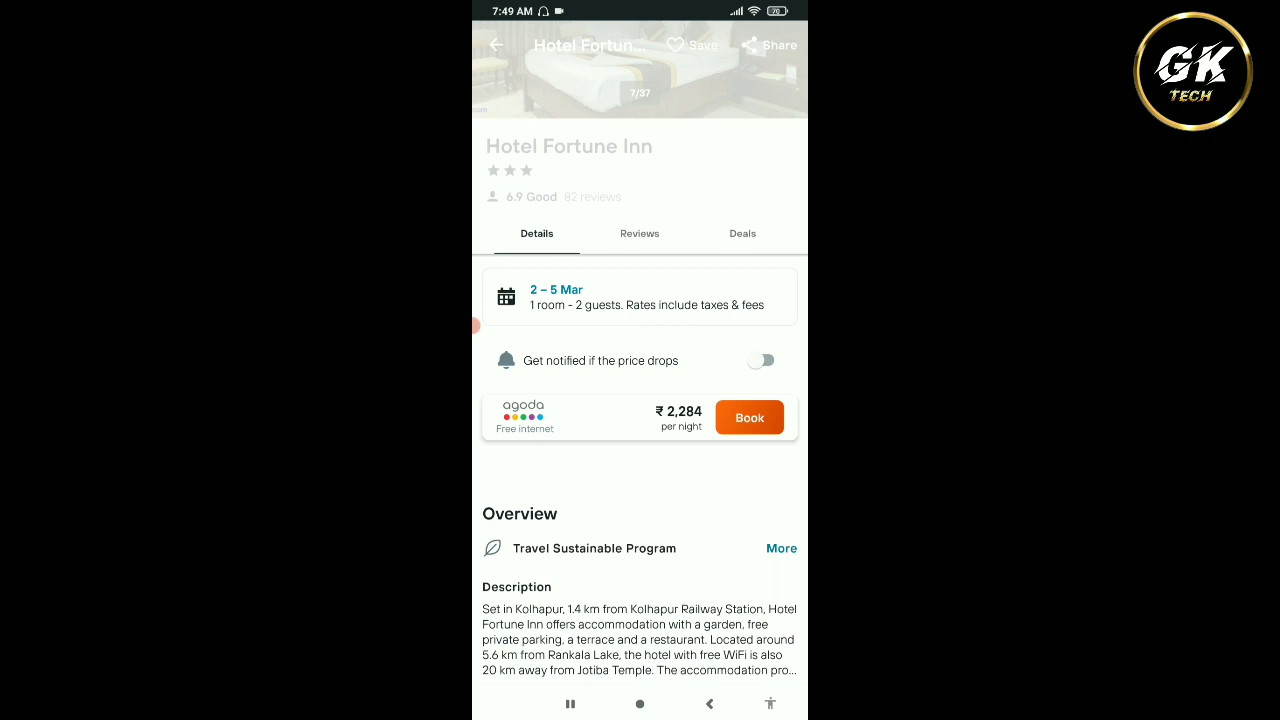 7:49 AM
70
Hotel Fortun...
Save
Share
7/37
Hotel Fortune Inn
6.9 Good 82 reviews
Details
Reviews
Deals
2 – 5 Mar
1 room - 2 guests. Rates include taxes & fees
Get notified if the price drops
agoda
Free internet
₹ 2,284
per night
Book
Overview
Travel Sustainable Program
More
Description
Set in Kolhapur, 1.4 km from Kolhapur Railway Station, Hotel
Fortune Inn offers accommodation with a garden, free
private parking, a terrace and a restaurant. Located around
5.6 km from Rankala Lake, the hotel with free WiFi is also
20 km away from Jotiba Temple. The accommodation pro...
GK
TECH